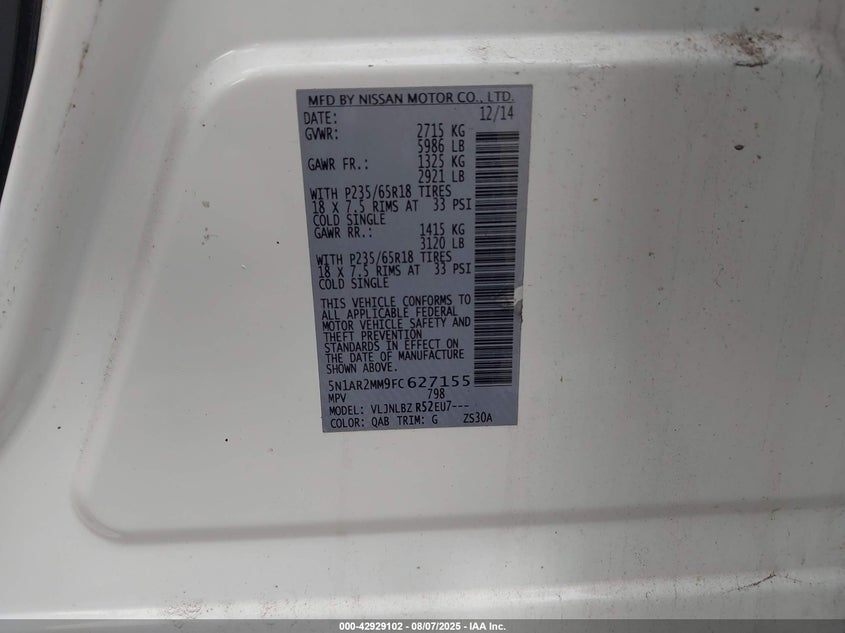 MFD BY NISSAN MOTOR CO., LTD.
DATE: 12/14
GVWR: 2715 KG
5986 LB
GAWR FR.: 1325 KG
2921 LB
WITH P235/65R18 TIRES
18 X 7.5 RIMS AT 33 PSI
COLD SINGLE
GAWR RR.: 1415 KG
3120 LB
WITH P235/65R18 TIRES
18 X 7.5 RIMS AT 33 PSI
COLD SINGLE
THIS VEHICLE CONFORMS TO
ALL APPLICABLE FEDERAL
MOTOR VEHICLE SAFETY AND
THEFT PREVENTION
STANDARDS IN EFFECT ON
THE DATE OF MANUFACTURE
SHOWN ABOVE.
5N1AR2MM9FC627155
MPV 798
MODEL: VLJNLBZ R52EU7---
COLOR: QAB TRIM: G ZS30A
000-42929102 - 08/07/2025 - IAA Inc.